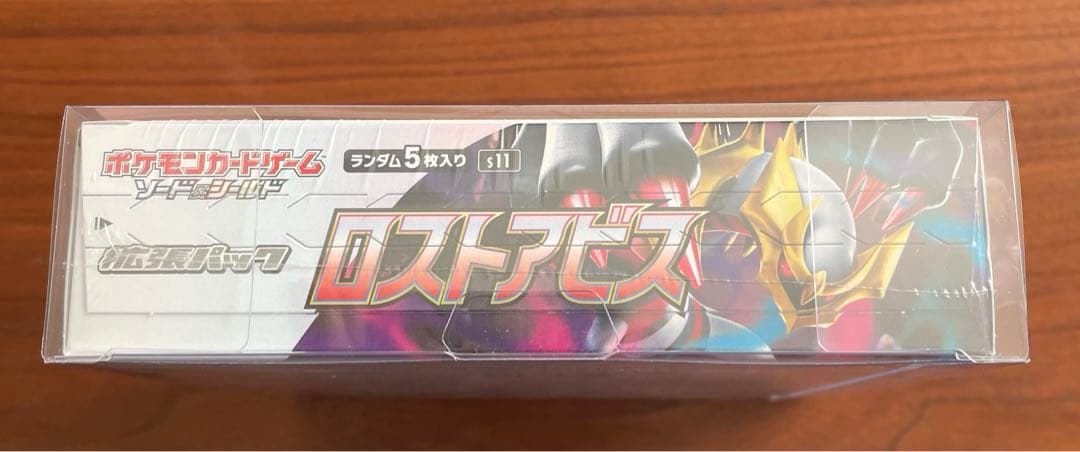 ポケモンカードゲーム
ソード&シールド
ランダム5枚入り
S11
拡張パック
ロストアビス